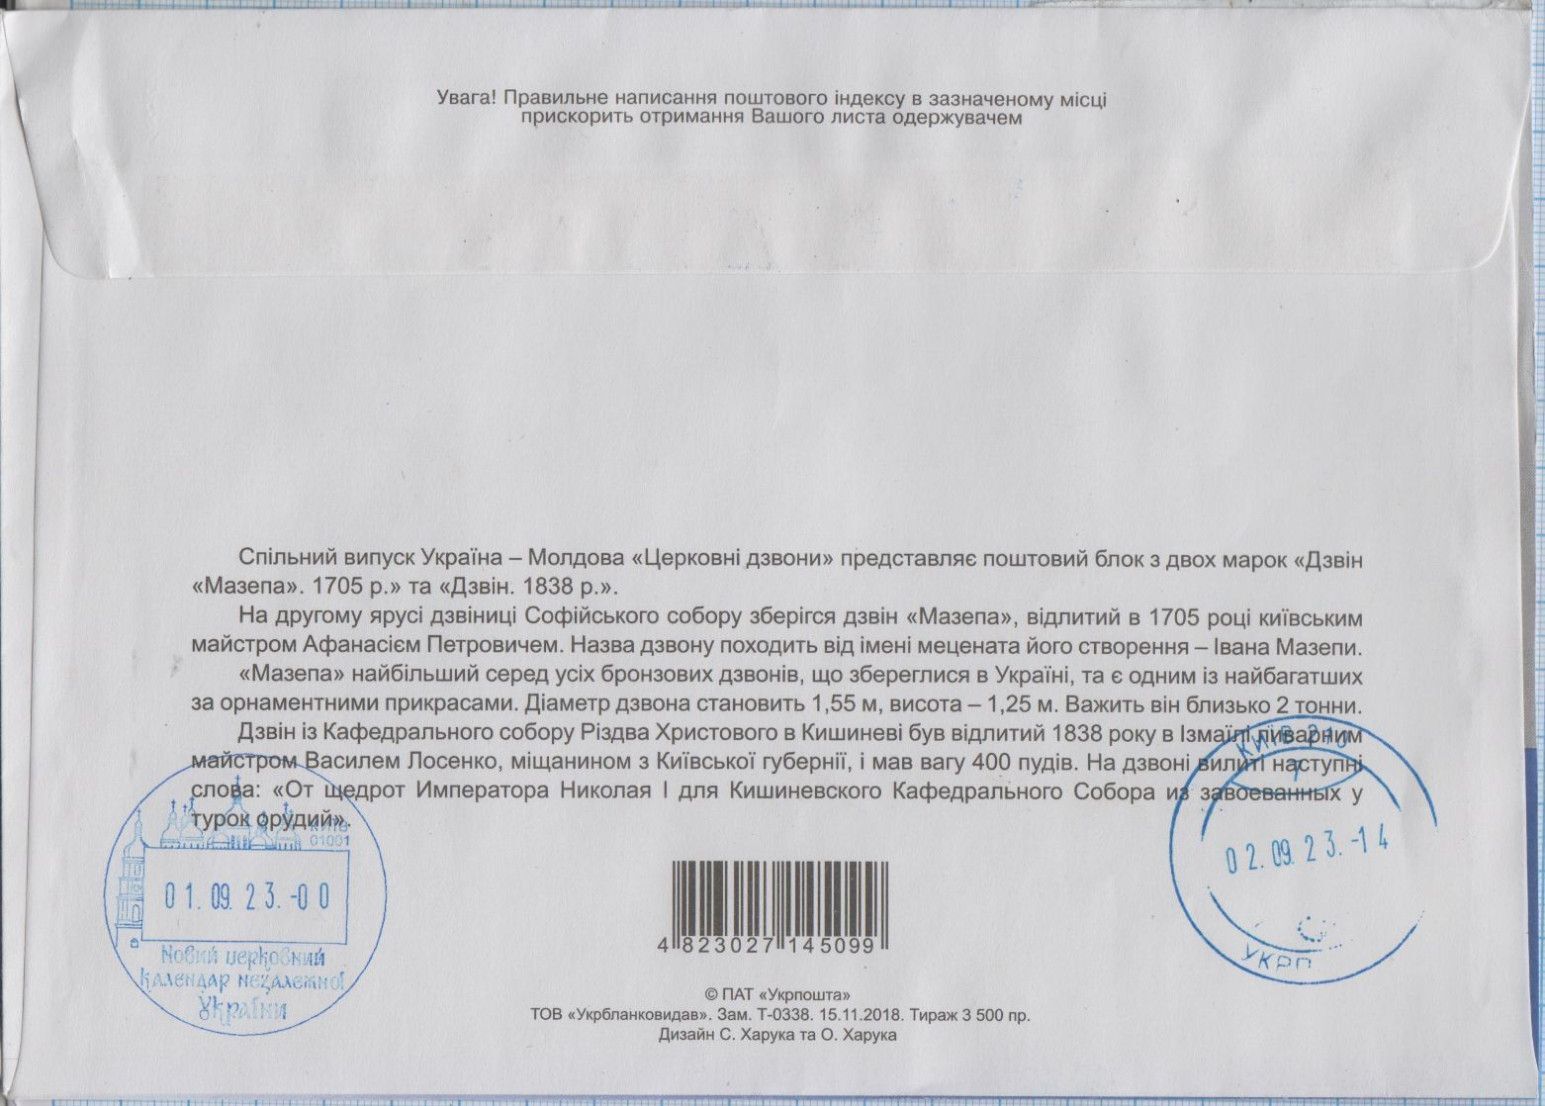 Увага! Правильне написання поштового індексу в зазначеному місці
прискорить отримання Вашого листа одержувачем
Спільний випуск Україна – Молдова «Церковні дзвони» представляє поштовий блок з двох марок «Дзвін
«Мазепа». 1705 р.» та «Дзвін. 1838 р.».
На другому ярусі дзвіниці Софійського собору зберігся дзвін «Мазепа», відлитий в 1705 році київським
майстром Афанасієм Петровичем. Назва дзвону походить від імені мецената його створення – Івана Мазепи.
«Мазепа» найбільший серед усіх бронзових дзвонів, що збереглися в Україні, та є одним із найбагатших
за орнаментними прикрасами. Діаметр дзвона становить 1,55 м, висота – 1,25 м. Важить він близько 2 тонни.
Дзвін із Кафедрального собору Різдва Христового в Кишиневі був відлитий 1838 року в Ізмаїлі ливарним
майстром Василем Лосенко, міщанином з Київської губернії, і мав вагу 400 пудів. На дзвоні вилиті наступні
слова: «От щедрот Императора Николая I для Кишиневского Кафедрального Собора из завоеванных у
турок орудий».
КИЇВ
01001
01.09.23.-00
Новий церковний
календар незалежної
України
КИЇВ
02.09.23.-14
УКРП
4 823027 145099
© ПАТ «Укрпошта»
ТОВ «Укрбланковидав». Зам. Т-0338. 15.11.2018. Тираж 3 500 пр.
Дизайн С. Харука та О. Харука